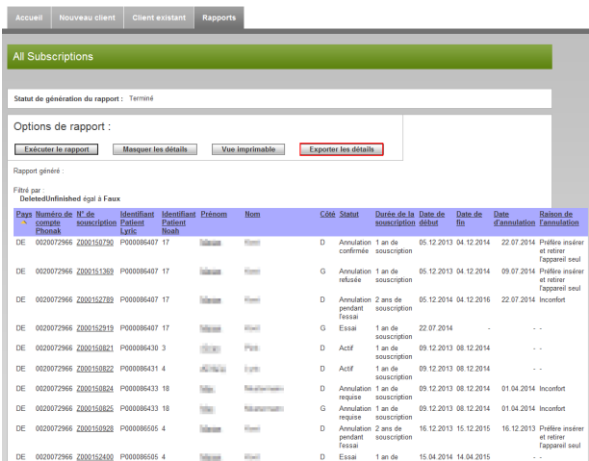 Accueil Nouveau client Client existant Rapports
All Subscriptions
Statut de génération du rapport : Terminé
Options de rapport :
Exécuter le rapport Masquer les détails Vue imprimable Exporter les détails
Rapport généré :
Filtré par :
DeletedUnfinished égal à Faux
Pays Numéro de N° de Identifiant Identifiant Prénom Nom Côté Statut Durée de la Date de Date de Date Raison de
compte souscription Patient Patient souscription début fin d'annulation l'annulation
Phonak Lyric Noah
DE 0020072966 Z000150790 P000086407 17 D Annulation 1 an de 05.12.2013 04.12.2014 22.07.2014 Préfère insérer
confirmée souscription et retirer
l'appareil seul
DE 0020072966 Z000151369 P000086407 17 G Annulation 1 an de 05.12.2013 04.12.2014 09.07.2014 Préfère insérer
refusée souscription et retirer
l'appareil seul
DE 0020072966 Z000152789 P000086407 17 D Annulation 2 ans de 05.12.2014 04.12.2016 22.07.2014 Inconfort
pendant souscription
l'essai
DE 0020072966 Z000152919 P000086407 17 G Essai 1 an de 22.07.2014 - - -
souscription
DE 0020072966 Z000150821 P000086430 3 D Actif 1 an de 09.12.2013 08.12.2014 - -
souscription
DE 0020072966 Z000150822 P000086431 4 D Actif 1 an de 09.12.2013 08.12.2014 - -
souscription
DE 0020072966 Z000150824 P000086433 18 D Annulation 1 an de 09.12.2013 08.12.2014 01.04.2014 Inconfort
requise souscription
DE 0020072966 Z000150825 P000086433 18 G Annulation 1 an de 09.12.2013 08.12.2014 01.04.2014 Inconfort
requise souscription
DE 0020072966 Z000150928 P000086505 4 D Annulation 2 ans de 16.12.2013 15.12.2015 16.12.2013 Préfère insérer
pendant souscription et retirer
l'essai l'appareil seul
DE 0020072966 Z000152400 P000086505 4 D Essai 1 an de 15.04.2014 14.04.2015 - -